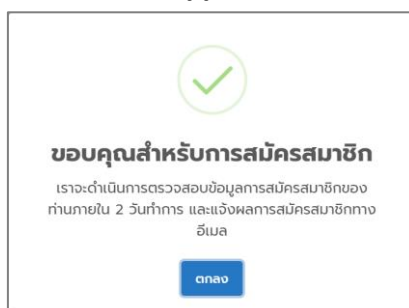 ขอบคุณสำหรับการสมัครสมาชิก
เราจะดำเนินการตรวจสอบข้อมูลการสมัครสมาชิกของ
ท่านภายใน 2 วันทำการ และแจ้งผลการสมัครสมาชิกทาง
อีเมล
ตกลง